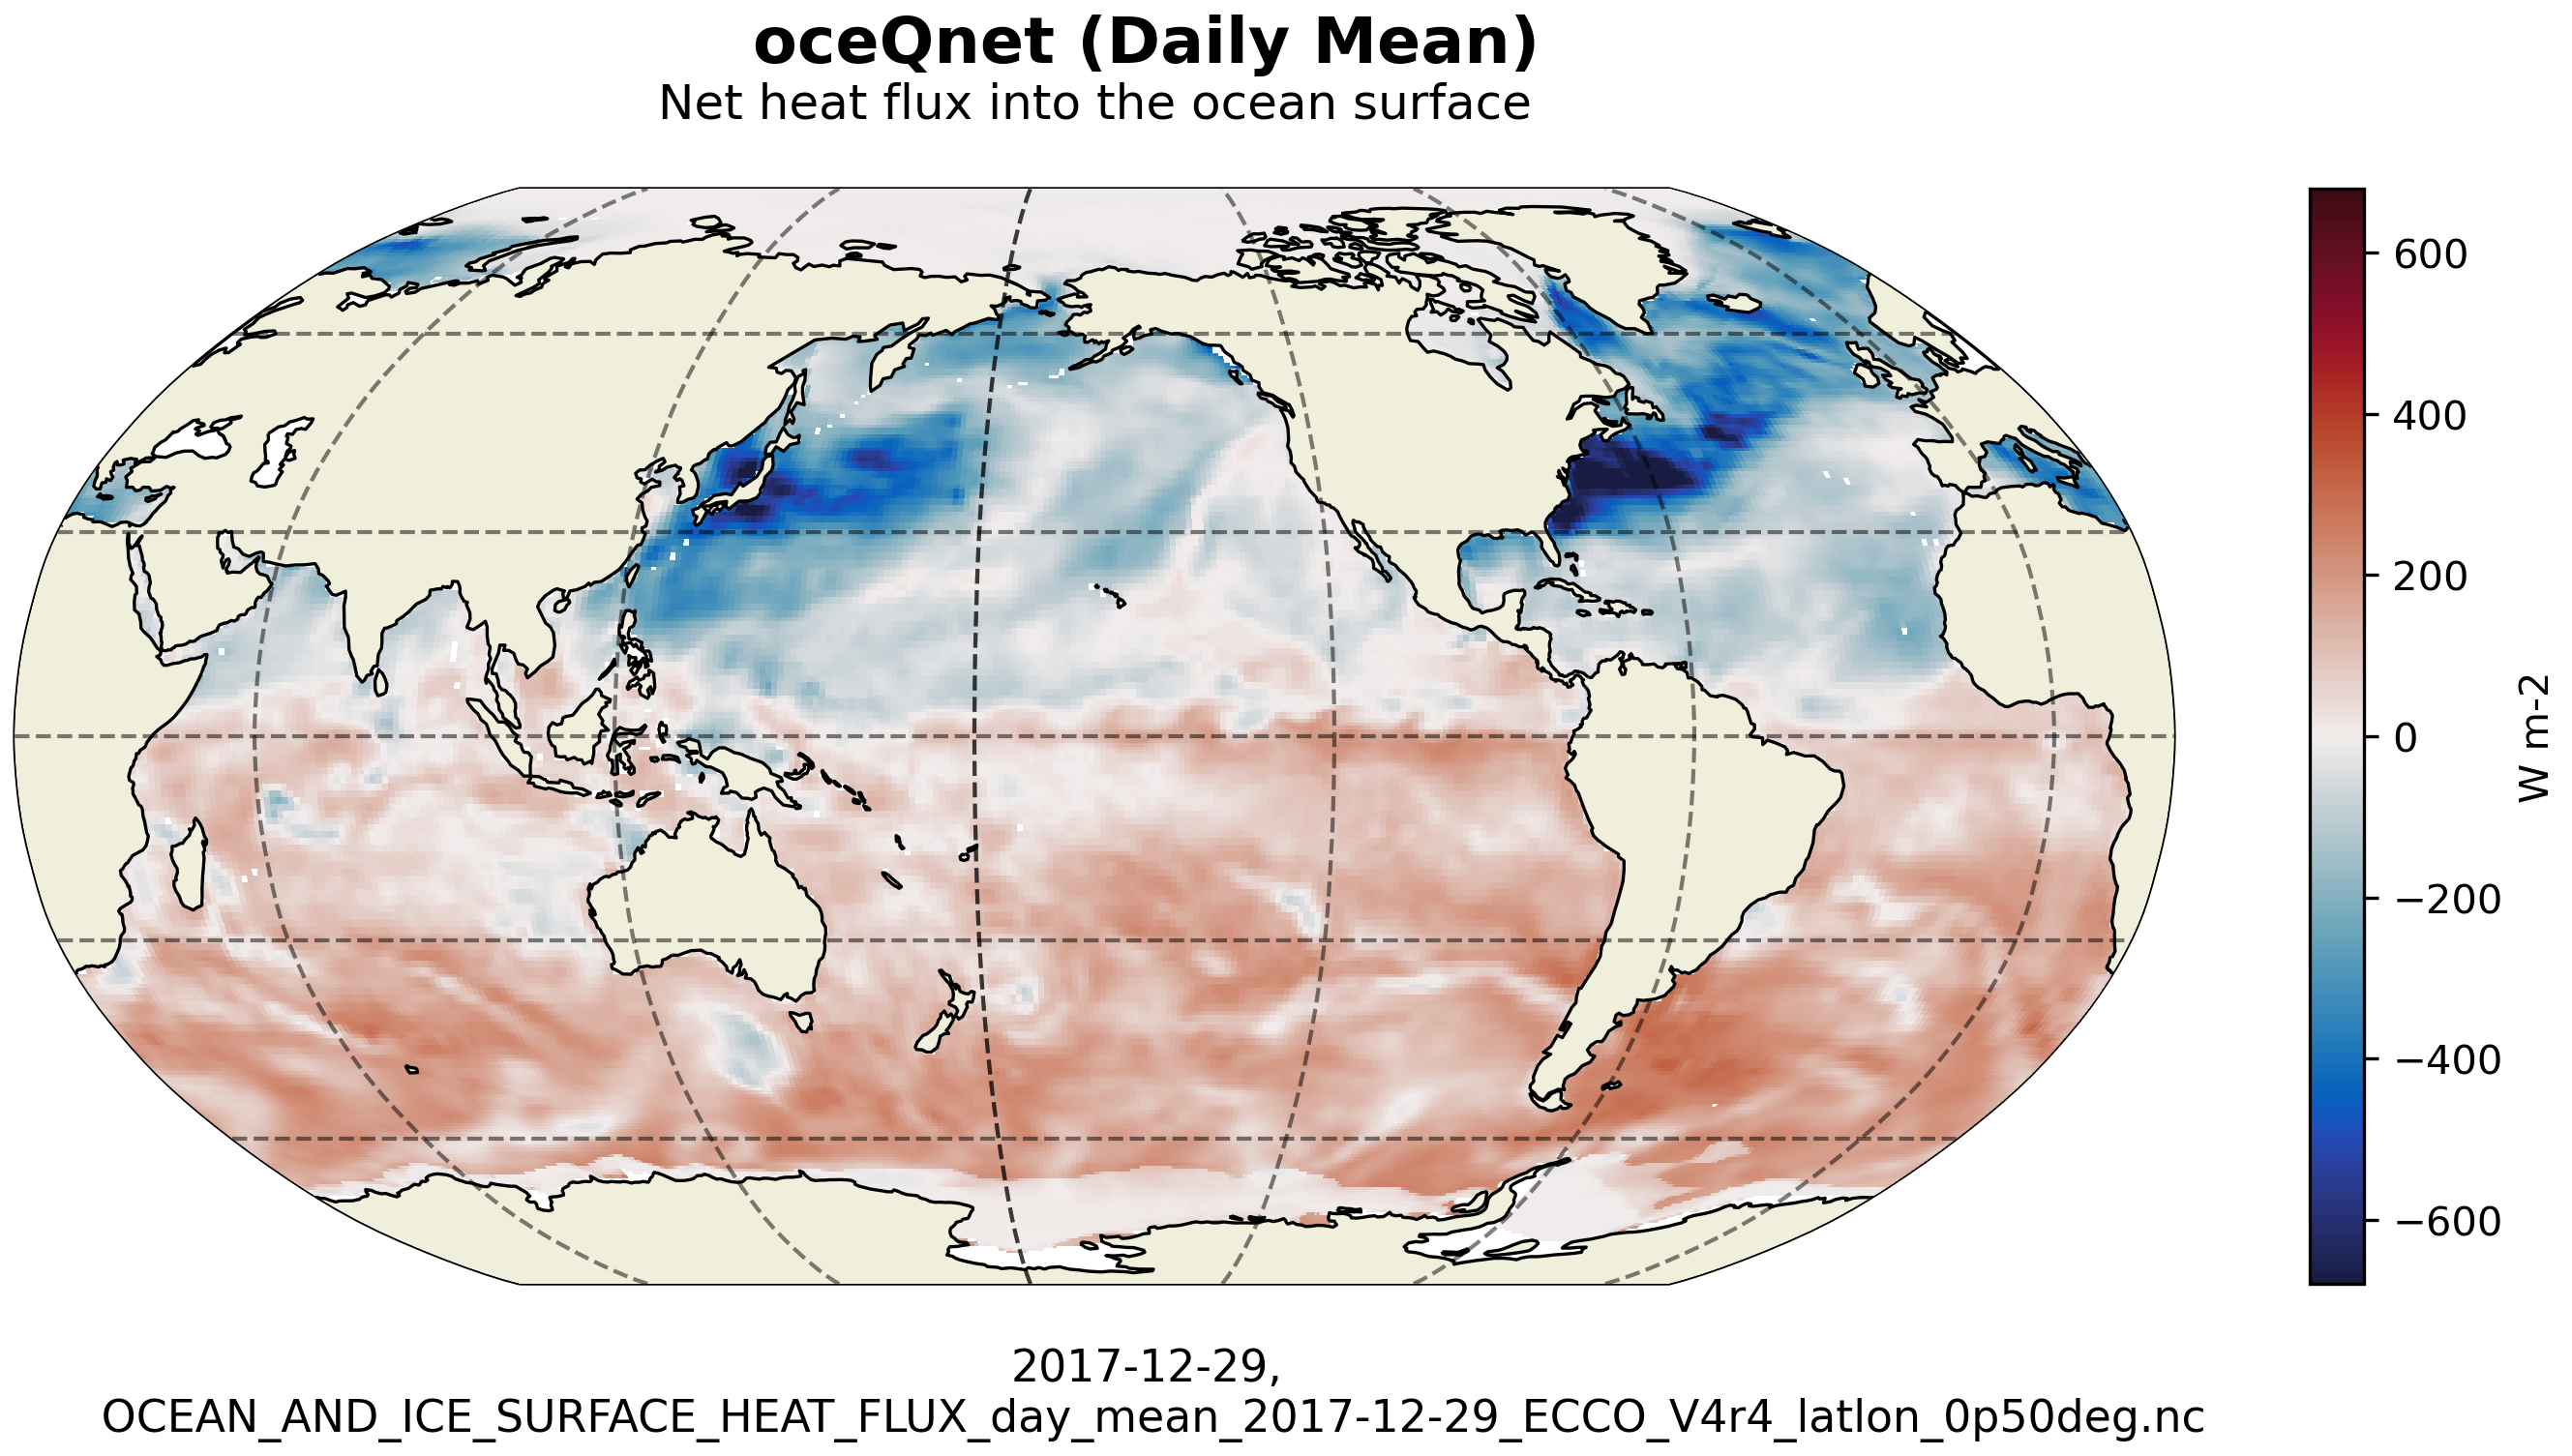 oceQnet (Daily Mean)
Net heat flux into the ocean surface
600
400
200
0
−200
−400
−600
W m-2
2017-12-29,
OCEAN_AND_ICE_SURFACE_HEAT_FLUX_day_mean_2017-12-29_ECCO_V4r4_latlon_0p50deg.nc